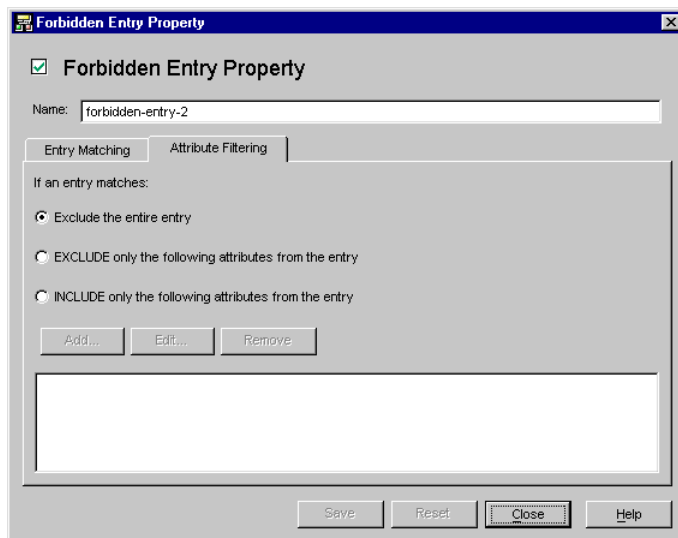 Forbidden Entry Property
Forbidden Entry Property
Name: forbidden-entry-2
Entry Matching Attribute Filtering
If an entry matches:
Exclude the entire entry
EXCLUDE only the following attributes from the entry
INCLUDE only the following attributes from the entry
Add... Edit... Remove
Save Reset Close Help